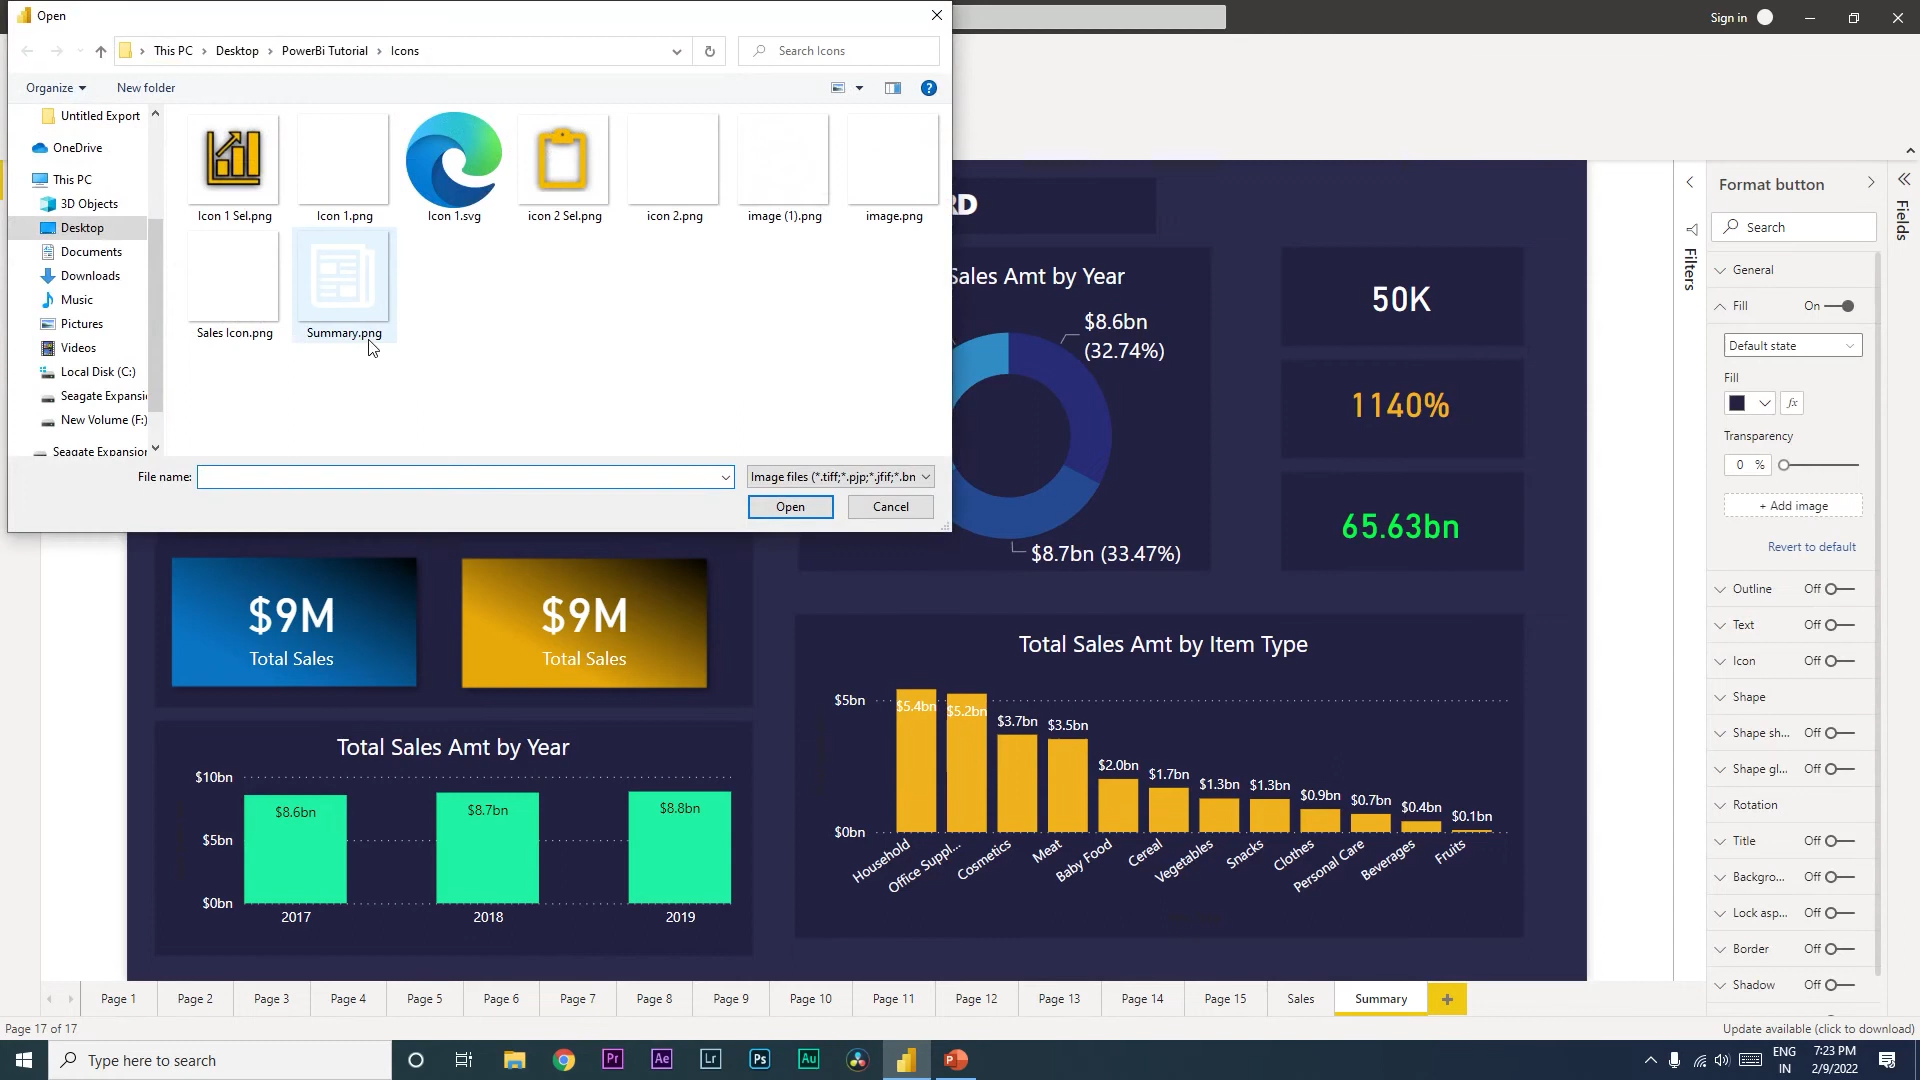 Open
This PC > Desktop > PowerBi Tutorial > Icons
Search Icons
Organize
New folder
Untitled Export
OneDrive
This PC
3D Objects
Desktop
Documents
Downloads
Music
Pictures
Videos
Local Disk (C:)
Seagate Expansi
New Volume (F:)
Seagate Expansion
Icon 1 Sel.png
Icon 1.png
Icon 1.svg
icon 2 Sel.png
icon 2.png
image (1).png
image.png
Sales Icon.png
Summary.png
File name:
Image files (*.tiff;*.pjp;*.jfif;*.bn
Open
Cancel
Sign in
RD
Sales Amt by Year
$8.6bn
(32.74%)
$8.7bn (33.47%)
50K
1140%
65.63bn
$9M
Total Sales
$9M
Total Sales
Total Sales Amt by Year
$10bn
$5bn
$0bn
$8.6bn
$8.7bn
$8.8bn
2017
2018
2019
Total Sales Amt by Item Type
$5bn
$0bn
$5.4bn
$5.2bn
$3.7bn
$3.5bn
$2.0bn
$1.7bn
$1.3bn
$1.3bn
$0.9bn
$0.7bn
$0.4bn
$0.1bn
Household
Office Suppl...
Cosmetics
Meat
Baby Food
Cereal
Vegetables
Snacks
Clothes
Personal Care
Beverages
Fruits
Filters
Format button
Search
General
Fill On
Default state
Fill
fx
Transparency
0 %
+ Add image
Revert to default
Outline Off
Text Off
Icon Off
Shape
Shape sh... Off
Shape gl... Off
Rotation
Title Off
Backgro... Off
Lock asp... Off
Border Off
Shadow Off
Fields
Page 1
Page 2
Page 3
Page 4
Page 5
Page 6
Page 7
Page 8
Page 9
Page 10
Page 11
Page 12
Page 13
Page 14
Page 15
Sales
Summary
+
Page 17 of 17
Update available (click to download)
Type here to search
Pr
Ae
Lr
Ps
Au
P
ENG
IN
7:23 PM
2/9/2022